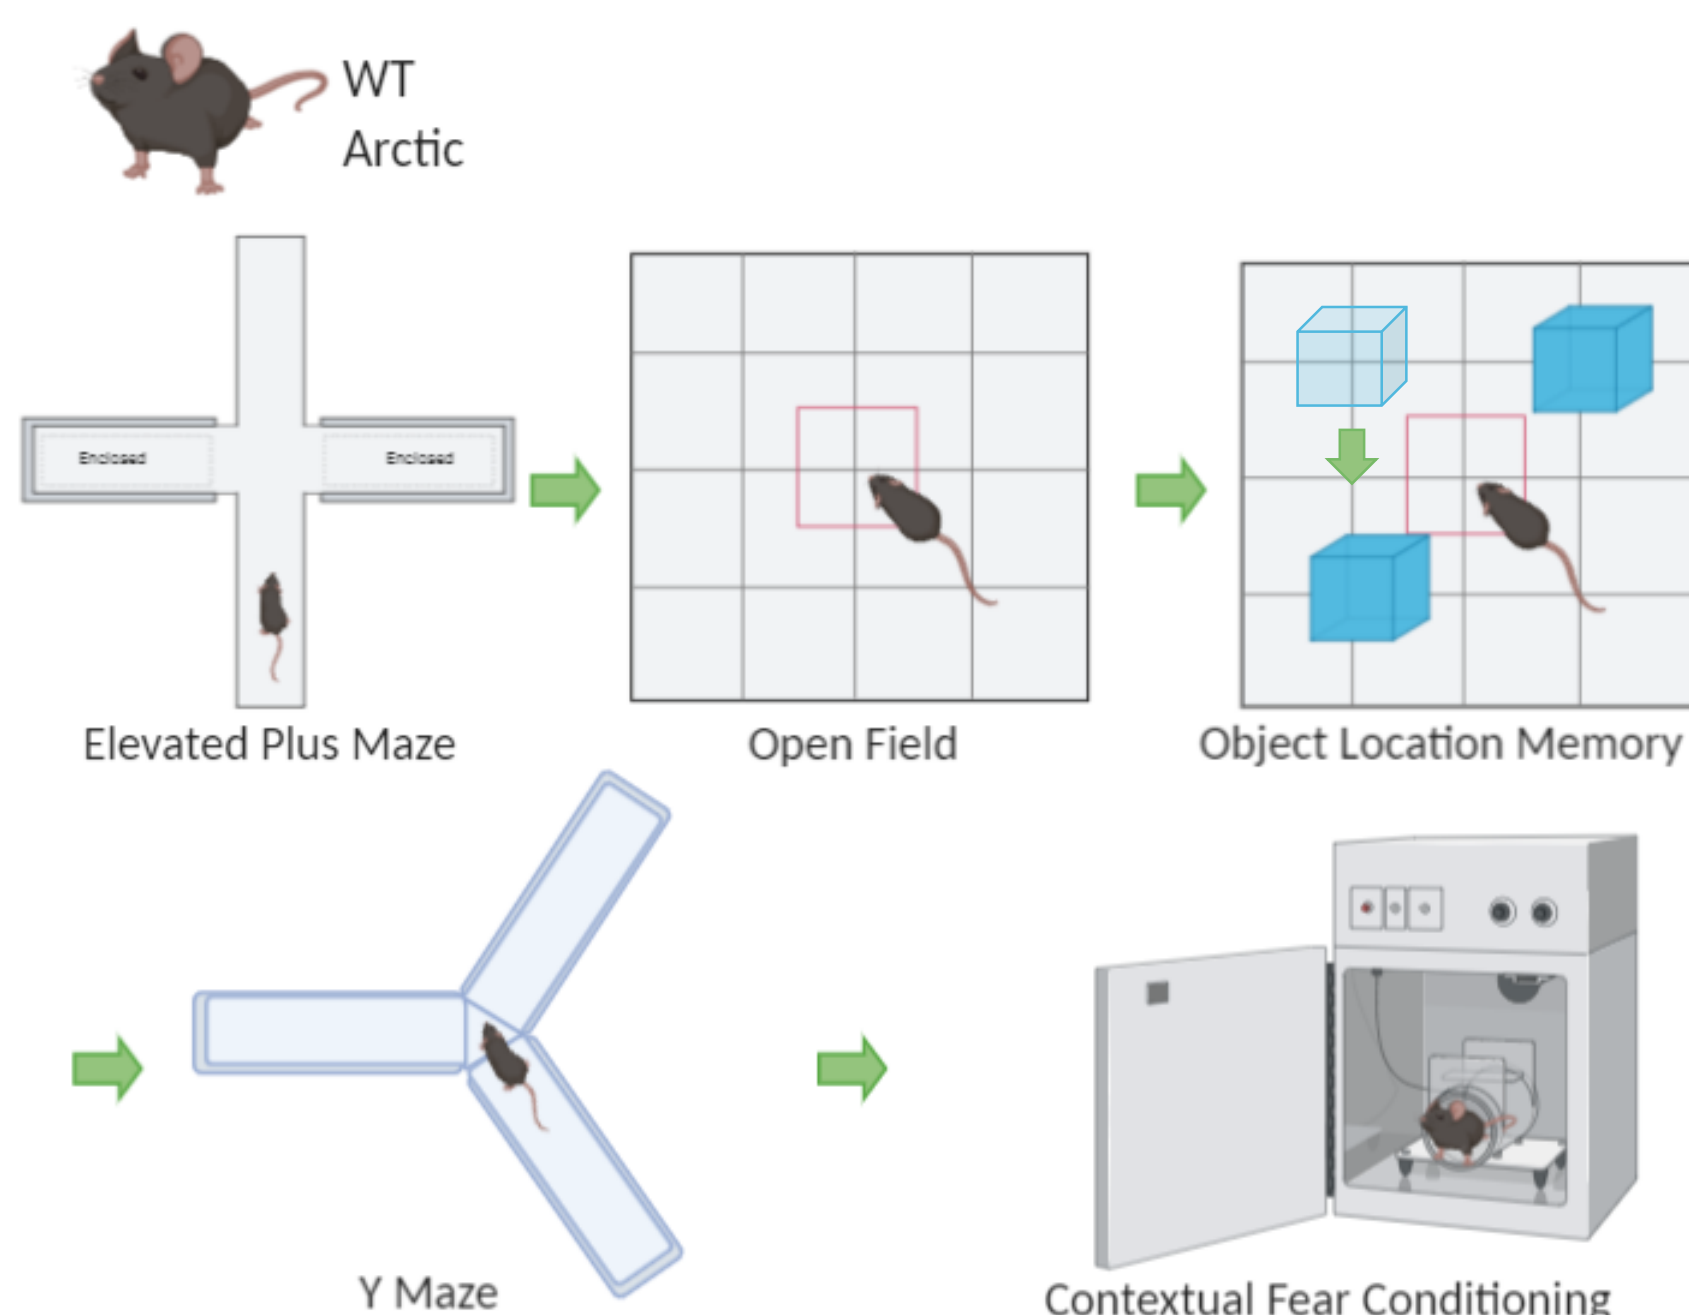 WT
Arctic
Enclosed
Enclosed
Elevated Plus Maze
Open Field
Object Location Memory
Y Maze
Contextual Fear Conditioning